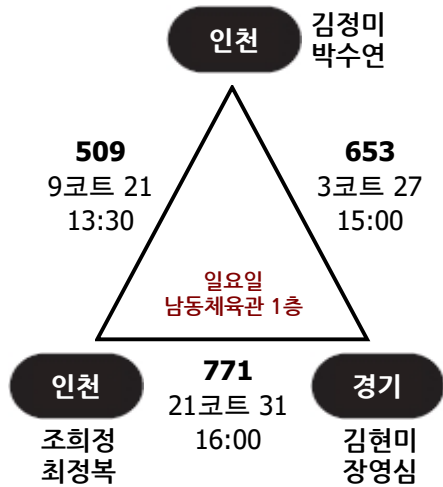 인천
김정미
박수연
509
9코트 21
13:30
653
3코트 27
15:00
일요일
남동체육관 1층
인천
조희정
최정복
771
21코트 31
16:00
경기
김현미
장영심